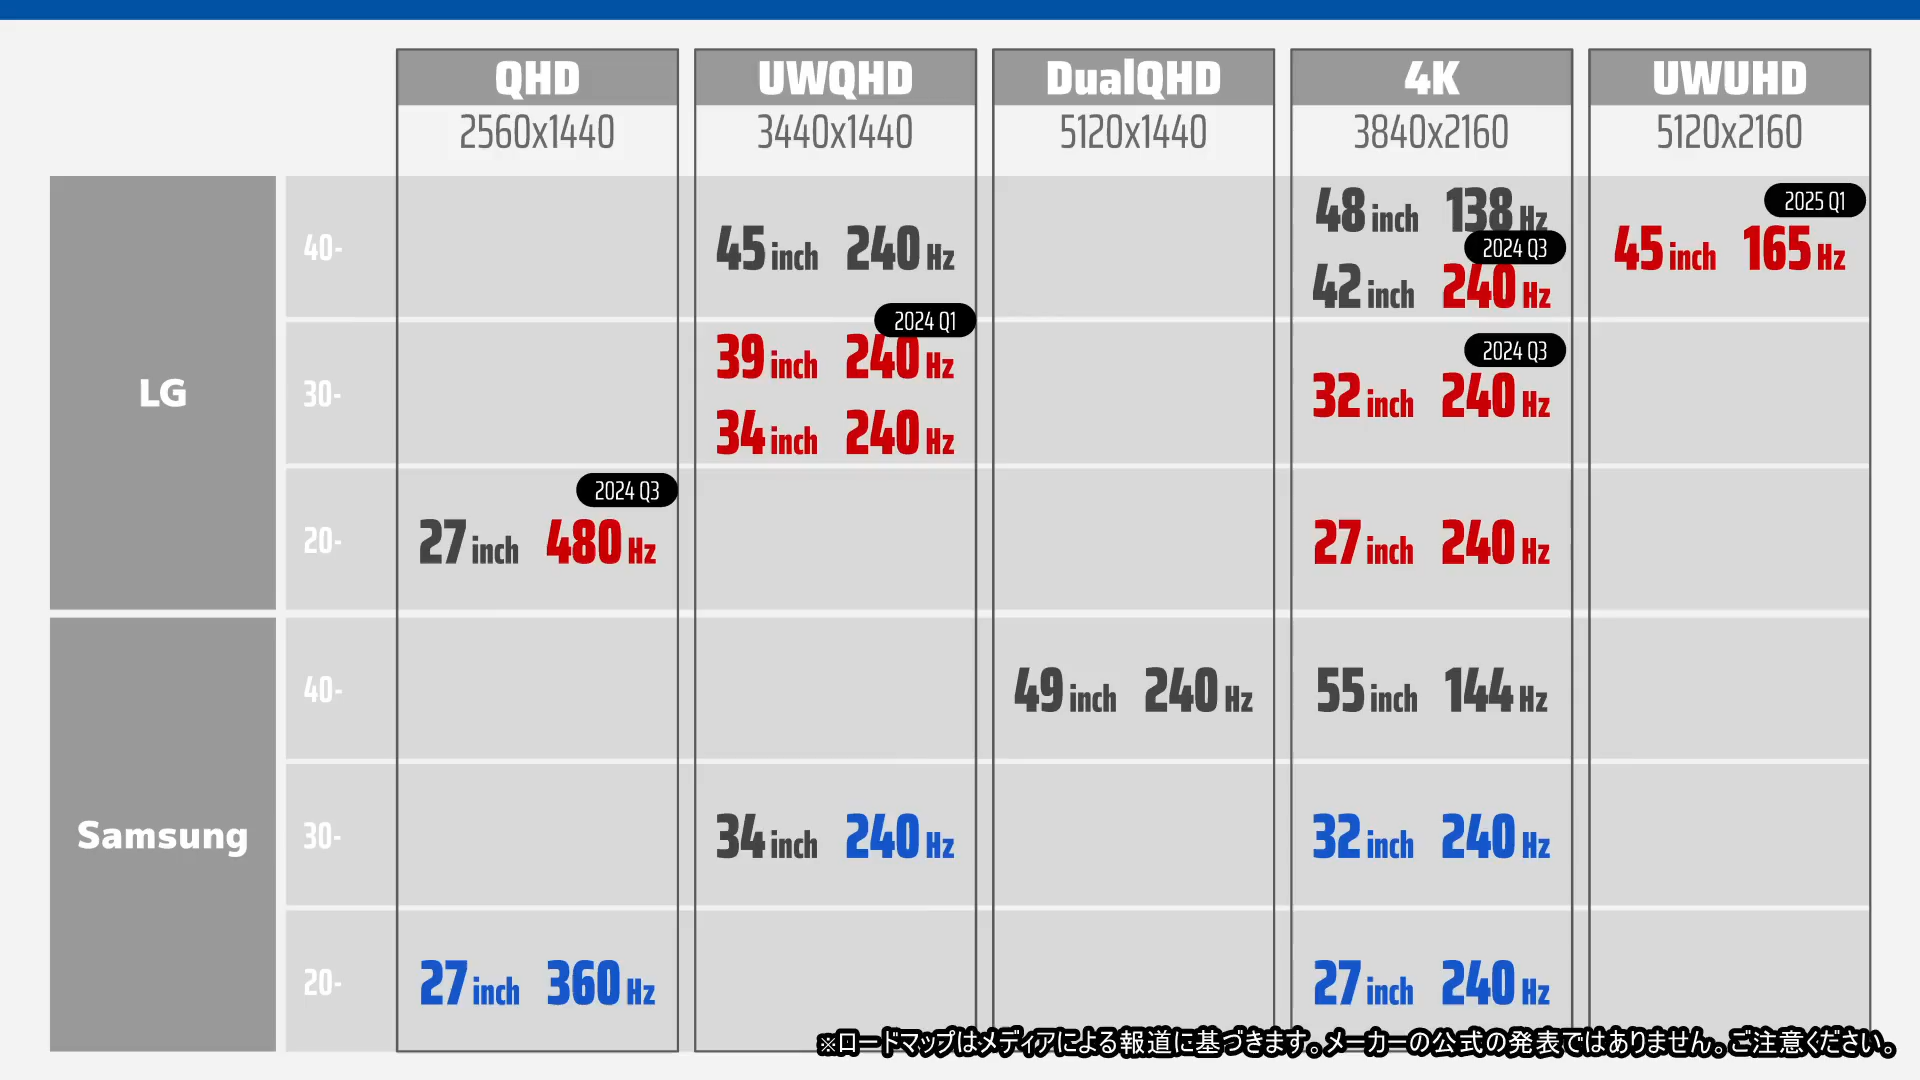 QHD UWQHD DualQHD 4K UWUHD
2560x1440 3440x1440 5120x1440 3840x2160 5120x2160
LG
40-
45 inch 240 Hz
48 inch 138 Hz
2024 Q3
42 inch 240 Hz
2025 Q1
45 inch 165 Hz
30-
2024 Q1
39 inch 240 Hz
34 inch 240 Hz
2024 Q3
32 inch 240 Hz
20-
2024 Q3
27 inch 480 Hz
27 inch 240 Hz
Samsung
40-
49 inch 240 Hz
55 inch 144 Hz
30-
34 inch 240 Hz
32 inch 240 Hz
20-
27 inch 360 Hz
27 inch 240 Hz
※ロードマップはメディアによる報道に基づきます。メーカーの公式の発表ではありません。ご注意ください。